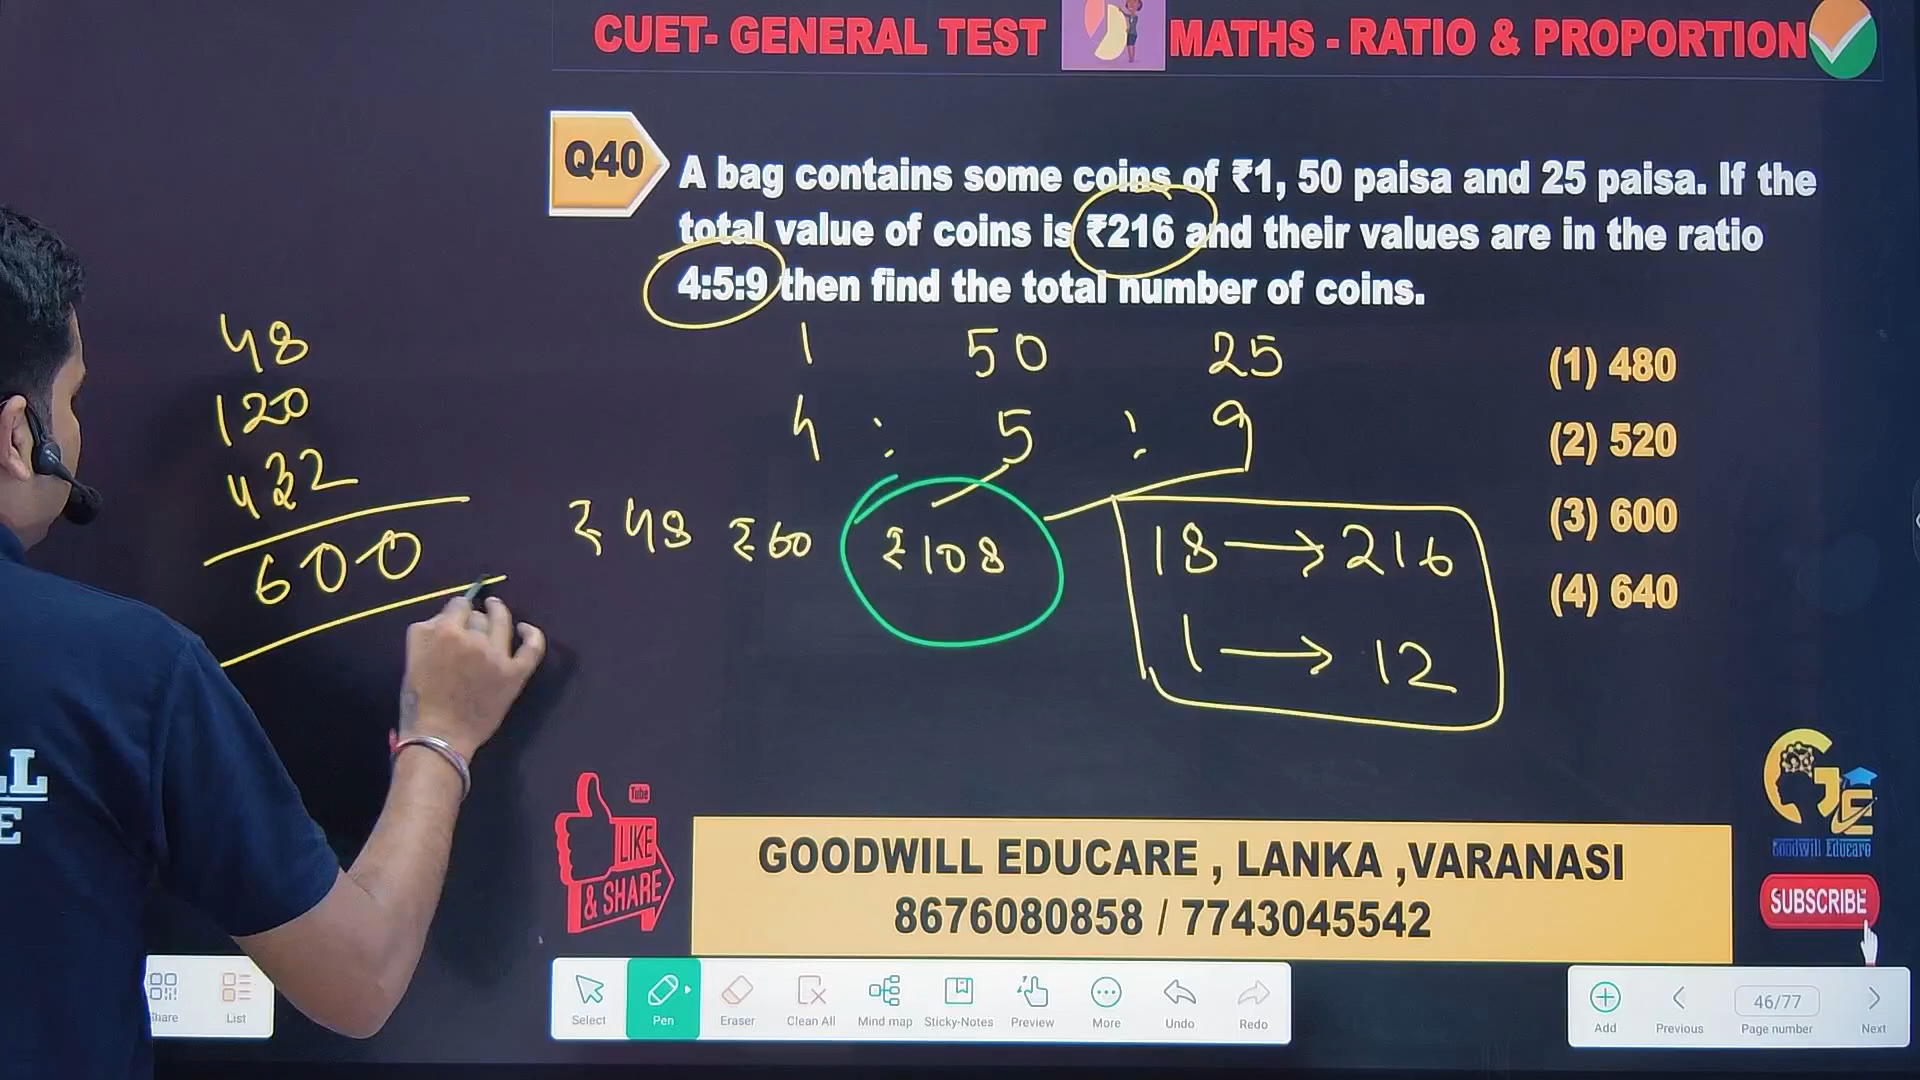 CUET- GENERAL TEST MATHS - RATIO & PROPORTION
Q40
A bag contains some coins of ₹1, 50 paisa and 25 paisa. If the
total value of coins is ₹216 and their values are in the ratio
4:5:9 then find the total number of coins.
(1) 480
(2) 520
(3) 600
(4) 640
1 50 25
4 : 5 : 9
₹48 ₹60 ₹108
18 → 216
1 → 12
48
120
432
600
LL
E
Tube
LIKE
& SHARE
GOODWILL EDUCARE , LANKA ,VARANASI
8676080858 / 7743045542
GE
Goodwill Educare
SUBSCRIBE
Share List
Select Pen Eraser Clean All Mind map Sticky-Notes Preview More Undo Redo
Add Previous 46/77 Page number Next